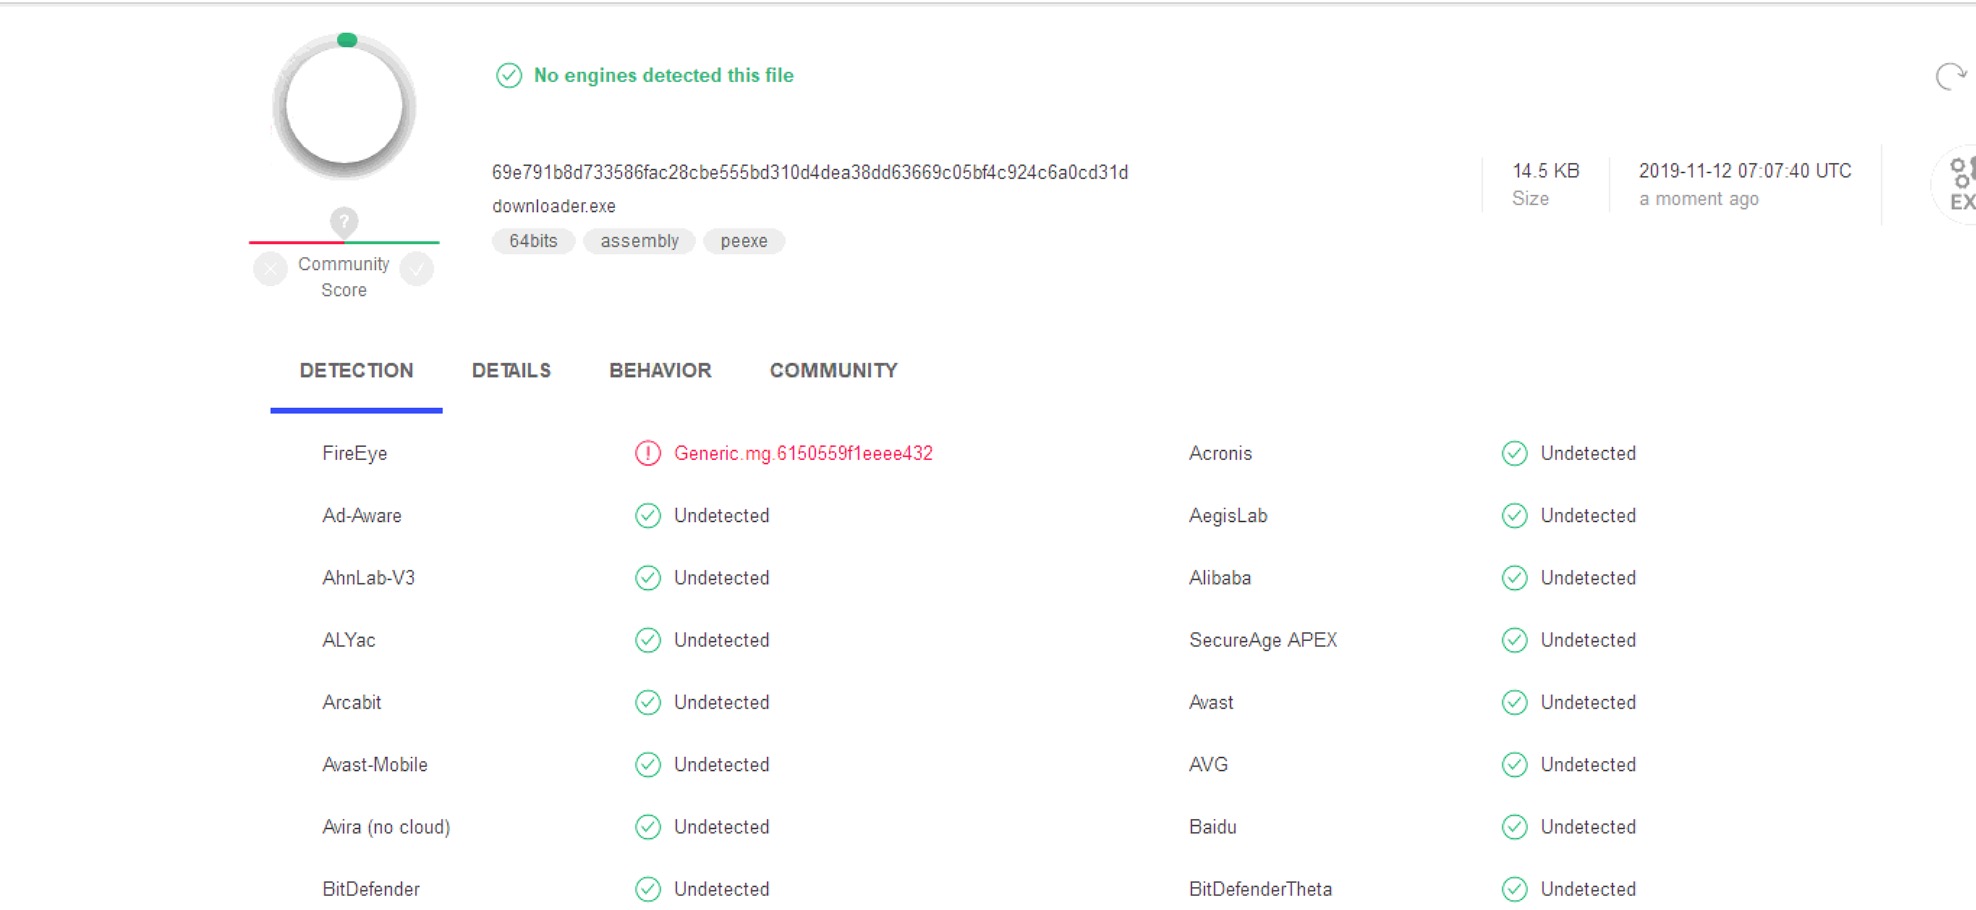 No engines detected this file
69e791b8d733586fac28cbe555bd310d4dea38dd63669c05bf4c924c6a0cd31d
downloader.exe
64bits assembly peexe
14.5 KB
Size
2019-11-12 07:07:40 UTC
a moment ago
EX
?
Community
Score
DETECTION DETAILS BEHAVIOR COMMUNITY
FireEye Generic.mg.6150559f1eeee432 Acronis Undetected
Ad-Aware Undetected AegisLab Undetected
AhnLab-V3 Undetected Alibaba Undetected
ALYac Undetected SecureAge APEX Undetected
Arcabit Undetected Avast Undetected
Avast-Mobile Undetected AVG Undetected
Avira (no cloud) Undetected Baidu Undetected
BitDefender Undetected BitDefenderTheta Undetected